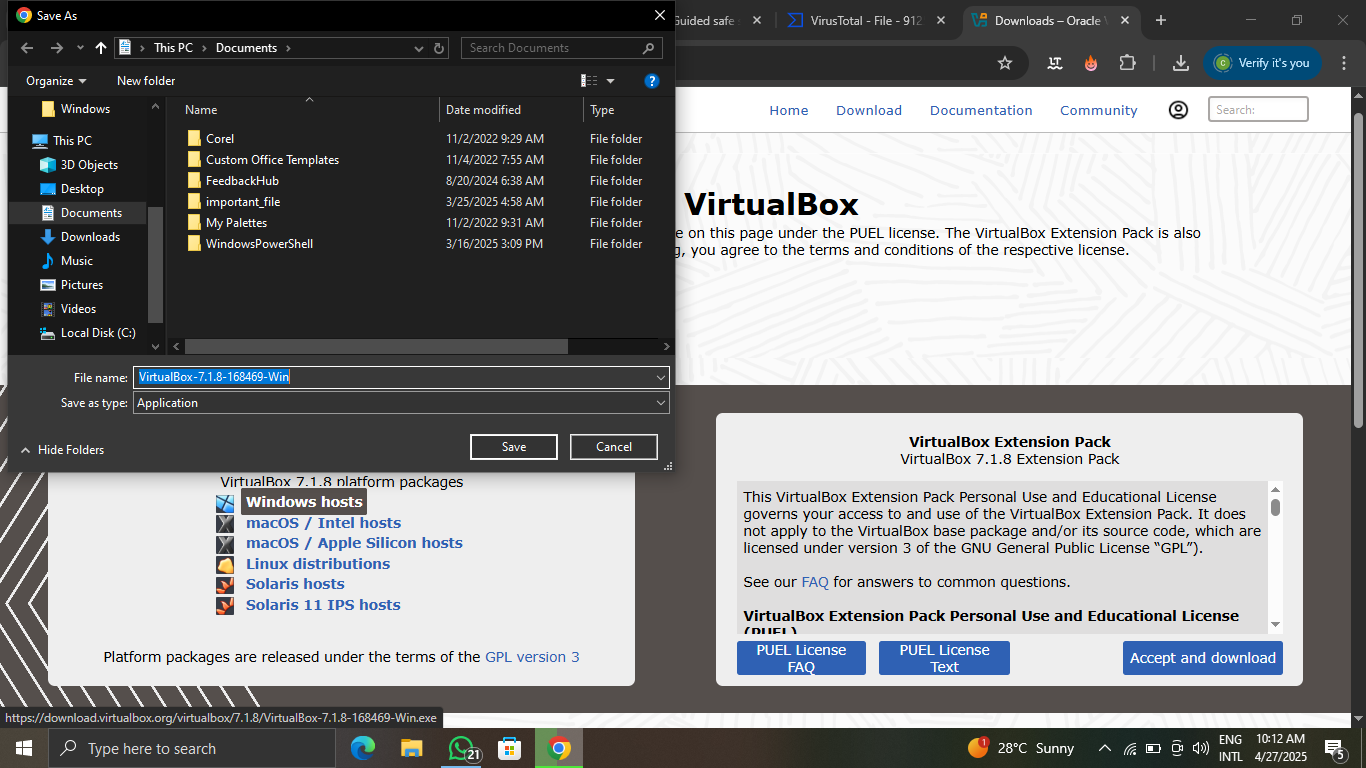 Save As
Guided safe
VirusTotal - File - 912
Downloads – Oracle
This PC
Documents
Search Documents
Verify it's you
Organize
New folder
Home
Download
Documentation
Community
Search:
Windows
This PC
3D Objects
Desktop
Documents
Downloads
Music
Pictures
Videos
Local Disk (C:)
Name Date modified Type
Corel 11/2/2022 9:29 AM File folder
Custom Office Templates 11/4/2022 7:55 AM File folder
FeedbackHub 8/20/2024 6:38 AM File folder
important_file 3/25/2025 4:58 AM File folder
My Palettes 11/2/2022 9:31 AM File folder
WindowsPowerShell 3/16/2025 3:09 PM File folder
File name: VirtualBox-7.1.8-168469-Win
Save as type: Application
Hide Folders
Save
Cancel
VirtualBox
e on this page under the PUEL license. The VirtualBox Extension Pack is also
g, you agree to the terms and conditions of the respective license.
VirtualBox 7.1.8 platform packages
Windows hosts
macOS / Intel hosts
macOS / Apple Silicon hosts
Linux distributions
Solaris hosts
Solaris 11 IPS hosts
Platform packages are released under the terms of the GPL version 3
VirtualBox Extension Pack
VirtualBox 7.1.8 Extension Pack
This VirtualBox Extension Pack Personal Use and Educational License
governs your access to and use of the VirtualBox Extension Pack. It does
not apply to the VirtualBox base package and/or its source code, which are
licensed under version 3 of the GNU General Public License “GPL”).
See our FAQ for answers to common questions.
VirtualBox Extension Pack Personal Use and Educational License
(PUEL)
PUEL License
FAQ
PUEL License
Text
Accept and download
https://download.virtualbox.org/virtualbox/7.1.8/VirtualBox-7.1.8-168469-Win.exe
Type here to search
21
1
28°C Sunny
ENG
INTL
10:12 AM
4/27/2025
5